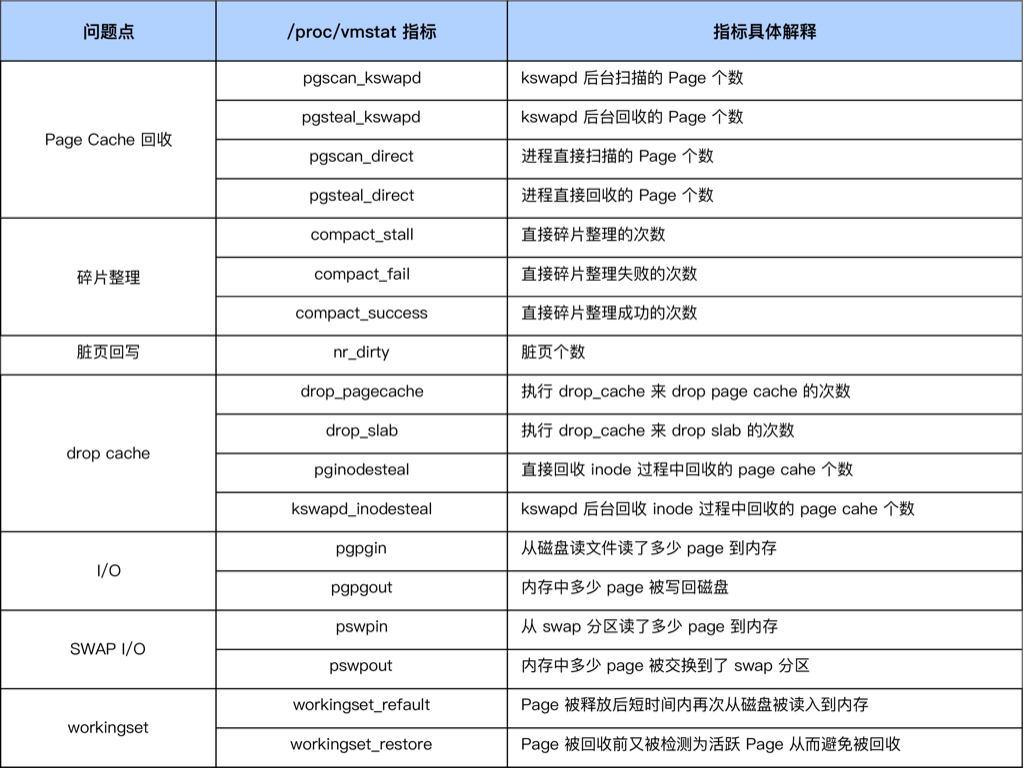 问题点
/proc/vmstat 指标
指标具体解释
Page Cache 回收
pgscan_kswapd
kswapd 后台扫描的 Page 个数
pgsteal_kswapd
kswapd 后台回收的 Page 个数
pgscan_direct
进程直接扫描的 Page 个数
pgsteal_direct
进程直接回收的 Page 个数
碎片整理
compact_stall
直接碎片整理的次数
compact_fail
直接碎片整理失败的次数
compact_success
直接碎片整理成功的次数
脏页回写
nr_dirty
脏页个数
drop cache
drop_pagecache
执行 drop_cache 来 drop page cache 的次数
drop_slab
执行 drop_cache 来 drop slab 的次数
pginodesteal
直接回收 inode 过程中回收的 page cahe 个数
kswapd_inodesteal
kswapd 后台回收 inode 过程中回收的 page cahe 个数
I/O
pgpgin
从磁盘读文件读了多少 page 到内存
pgpgout
内存中多少 page 被写回磁盘
SWAP I/O
pswpin
从 swap 分区读了多少 page 到内存
pswpout
内存中多少 page 被交换到了 swap 分区
workingset
workingset_refault
Page 被释放后短时间内再次从磁盘被读入到内存
workingset_restore
Page 被回收前又被检测为活跃 Page 从而避免被回收